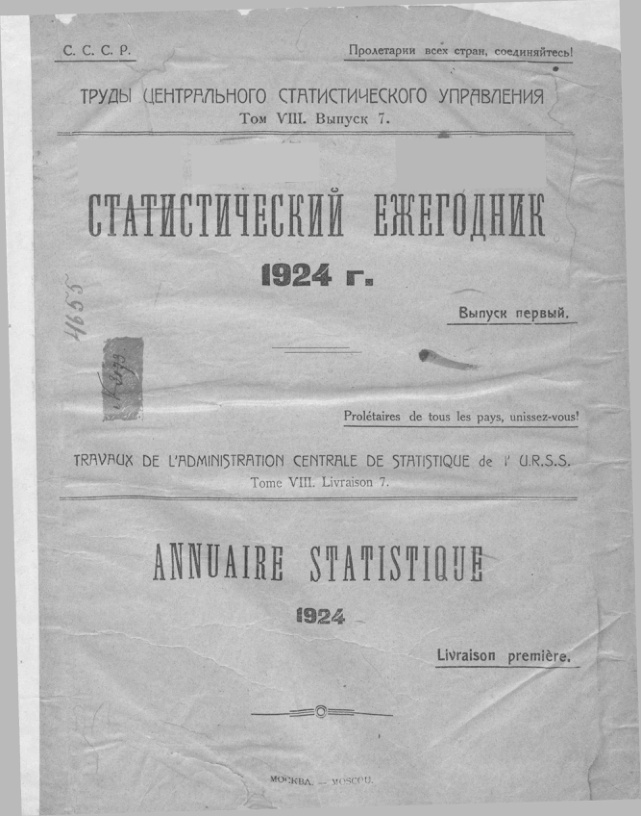 С. С. С. Р.
Пролетарии всех стран, соединяйтесь!
ТРУДЫ ЦЕНТРАЛЬНОГО СТАТИСТИЧЕСКОГО УПРАВЛЕНИЯ
Том VIII. Выпуск 7.
СТАТИСТИЧЕСКИЙ ЕЖЕГОДНИК
1924 г.
Выпуск первый.
Prolétaires de tous les pays, unissez-vous!
TRAVAUX DE L'ADMINISTRATION CENTRALE DE STATISTIQUE de l' U.R.S.S.
Tome VIII. Livraison 7.
ANNUAIRE STATISTIQUE
1924
Livraison première.
МОСКВА. — MOSCOU.